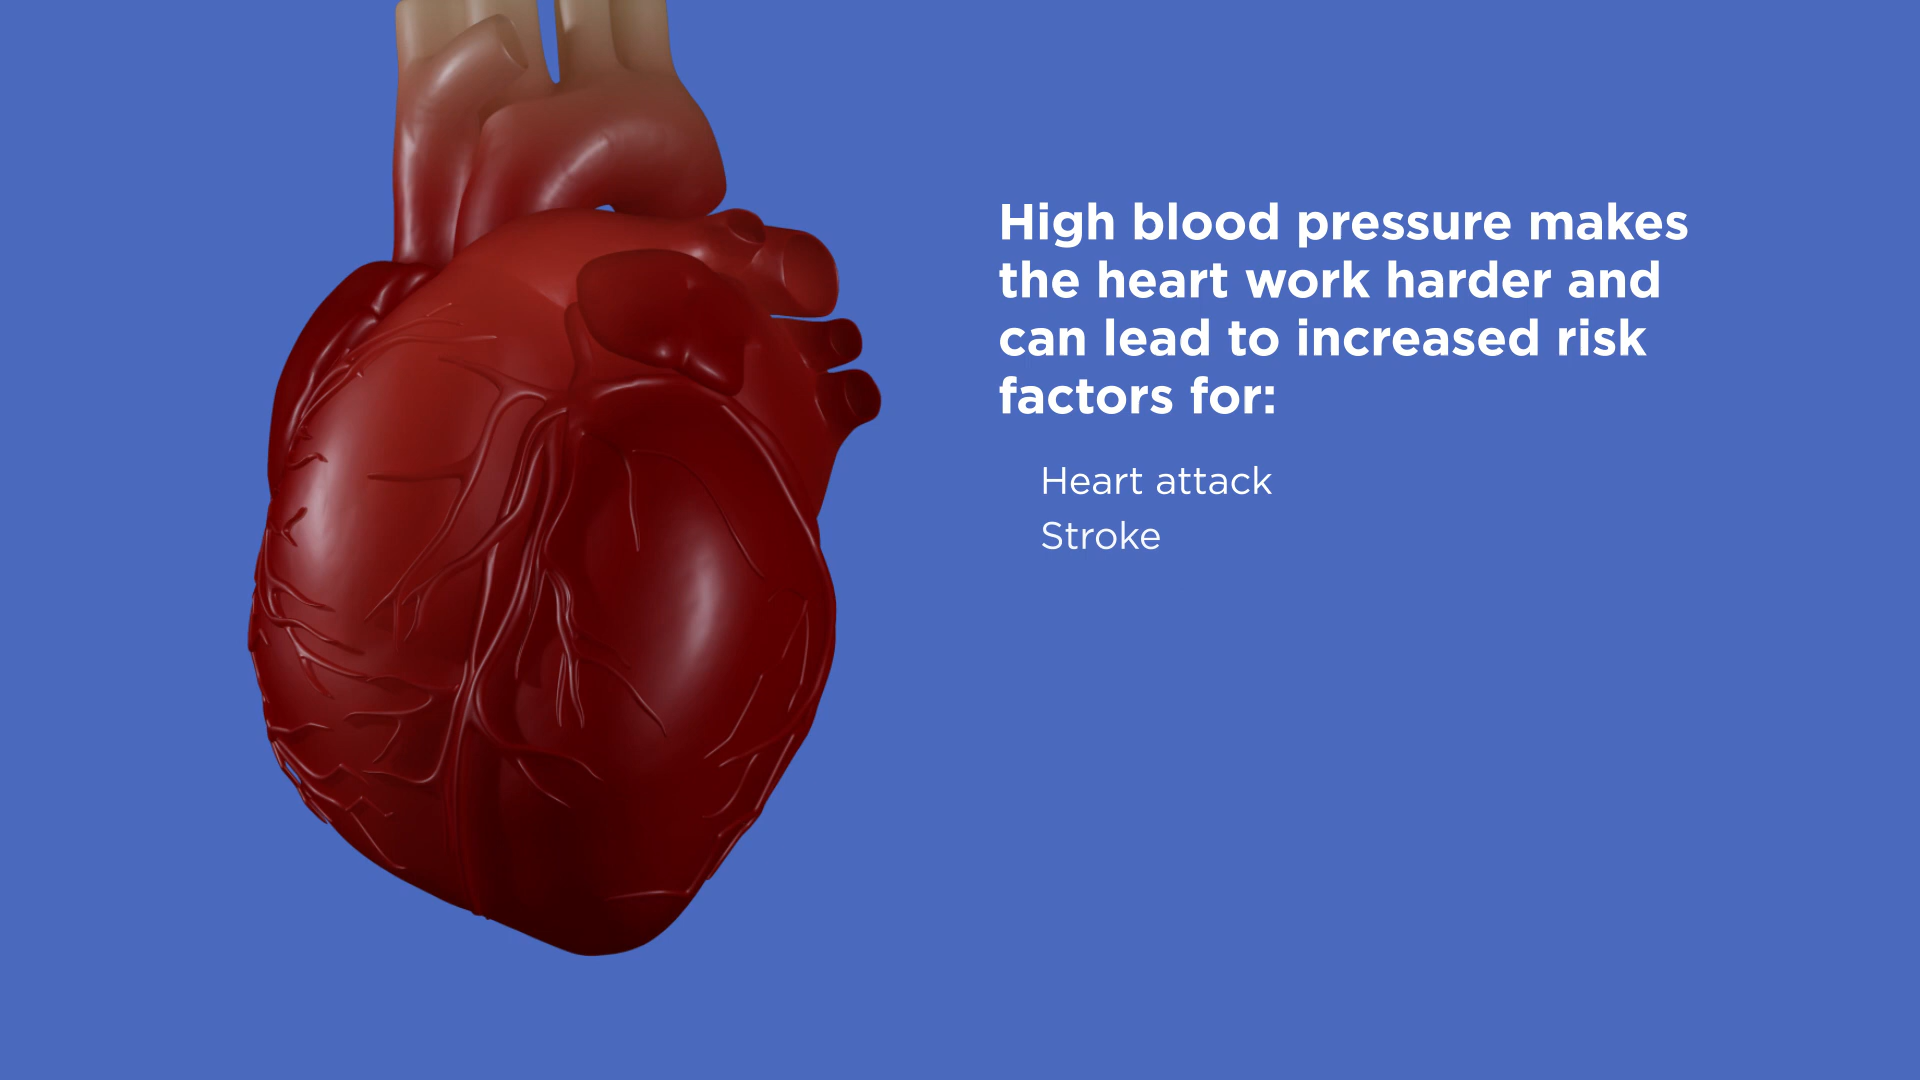 High blood pressure makes
the heart work harder and
can lead to increased risk
factors for:
Heart attack
Stroke